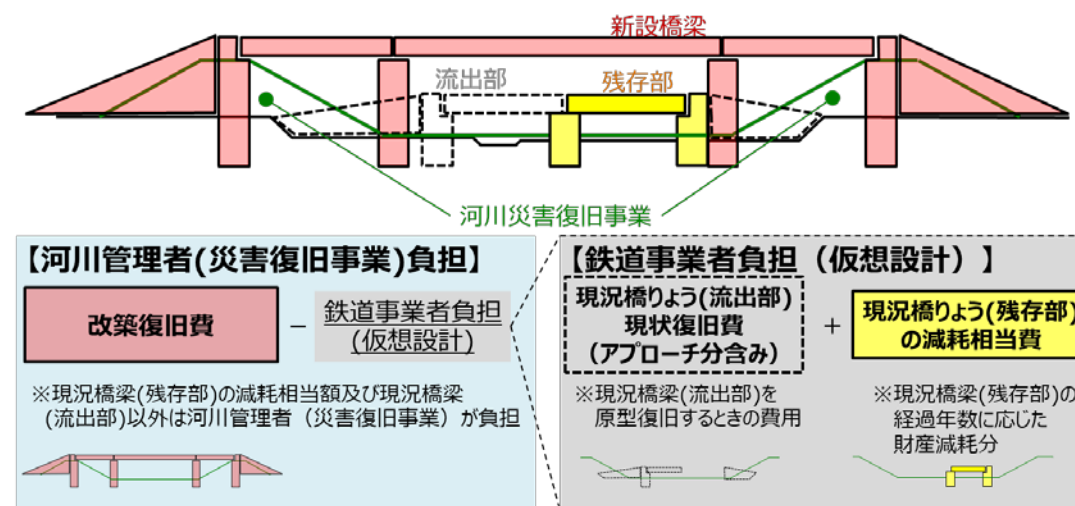 新設橋梁
流出部
残存部
河川災害復旧事業
【河川管理者(災害復旧事業)負担】
改築復旧費
－
鉄道事業者負担
(仮想設計)
※現況橋梁(残存部)の減耗相当額及び現況橋梁
(流出部)以外は河川管理者（災害復旧事業）が負担
【鉄道事業者負担（仮想設計）】
現況橋りょう(流出部)
現状復旧費
（アプローチ分含み）
+
現況橋りょう(残存部)
の減耗相当費
※現況橋梁(流出部)を
原型復旧するときの費用
※現況橋梁(残存部)の
経過年数に応じた
財産減耗分